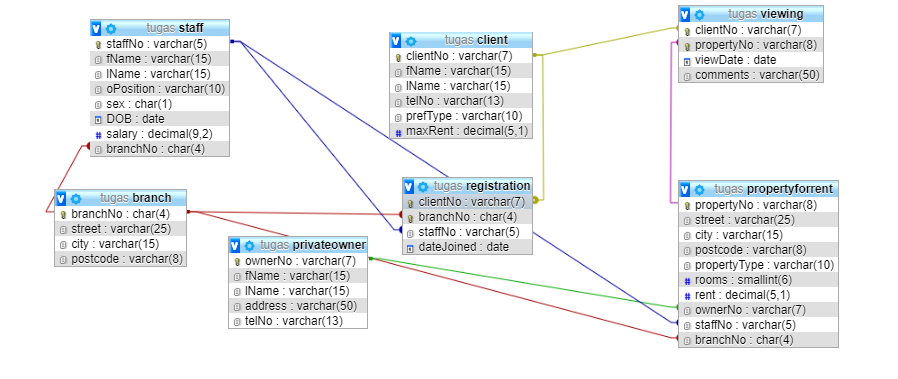 tugas staff
staffNo : varchar(5)
fName : varchar(15)
lName : varchar(15)
oPosition : varchar(10)
sex : char(1)
DOB : date
salary : decimal(9,2)
branchNo : char(4)
tugas client
clientNo : varchar(7)
fName : varchar(15)
lName : varchar(15)
telNo : varchar(13)
prefType : varchar(10)
maxRent : decimal(5,1)
tugas viewing
clientNo : varchar(7)
propertyNo : varchar(8)
viewDate : date
comments : varchar(50)
tugas branch
branchNo : char(4)
street : varchar(25)
city : varchar(15)
postcode : varchar(8)
tugas registration
clientNo : varchar(7)
branchNo : char(4)
staffNo : varchar(5)
dateJoined : date
tugas privateowner
ownerNo : varchar(7)
fName : varchar(15)
lName : varchar(15)
address : varchar(50)
telNo : varchar(13)
tugas propertyforrent
propertyNo : varchar(8)
street : varchar(25)
city : varchar(15)
postcode : varchar(8)
propertyType : varchar(10)
rooms : smallint(6)
rent : decimal(5,1)
ownerNo : varchar(7)
staffNo : varchar(5)
branchNo : char(4)